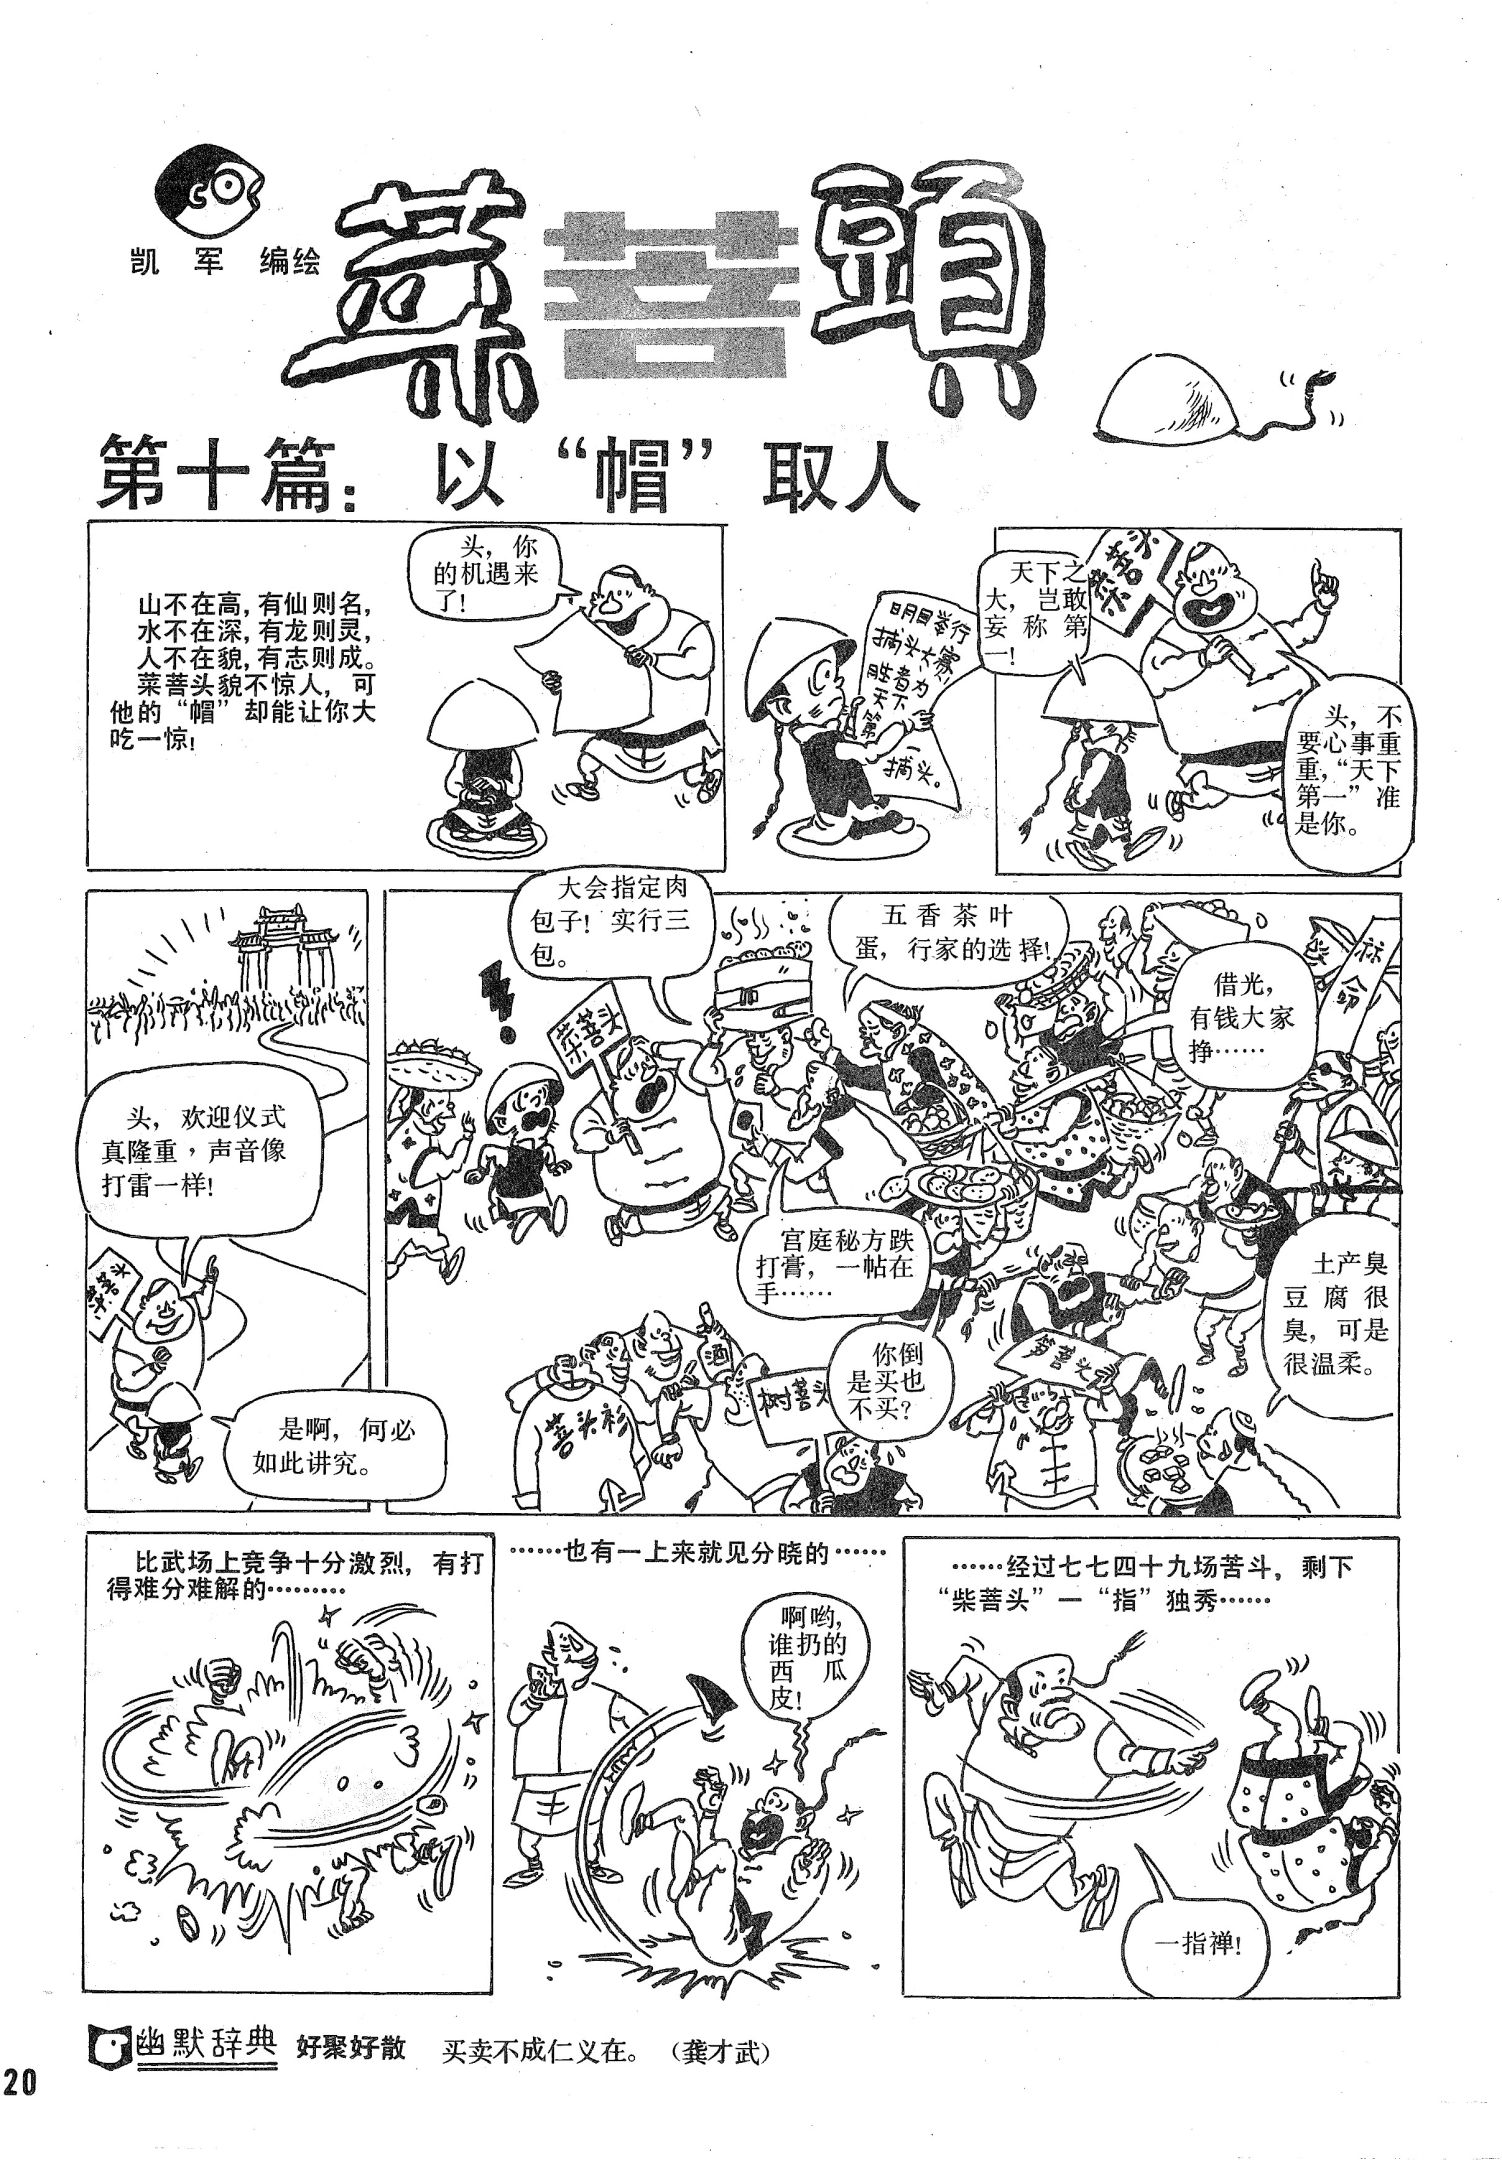 凯 军 编绘
菜菩頭
第十篇：以“帽”取人
山不在高，有仙则名，
水不在深，有龙则灵，
人不在貌，有志则成。
菜菩头貌不惊人，可
他的“帽”却能让你大
吃一惊！
头，你
的机遇来
了！
明日举行
摘头大赛，
胜者为
天下
第一
摘头。
天下之
大，岂敢
妄称第
一！
菜菩头
头，不
要心事重
重，“天下
第一”准
是你。
头，欢迎仪式
真隆重，声音像
打雷一样！
菜菩头
是啊，何必
如此讲究。
大会指定肉
包子！实行三
包。
五香茶叶
蛋，行家的选择！
借光，
有钱大家
挣……
菜菩头
宫庭秘方跌
打膏，一帖在
手……
你倒
是买也
不买？
土产臭
豆腐很
臭，可是
很温柔。
酒
菩头衫
树菩头
笋菩头
比武场上竞争十分激烈，有打
得难分难解的………
……也有一上来就见分晓的……
啊哟，
谁扔的
西瓜
皮！
……经过七七四十九场苦斗，剩下
“柴菩头”一“指”独秀……
一指禅！
幽默辞典 好聚好散 买卖不成仁义在。（龚才武）
20